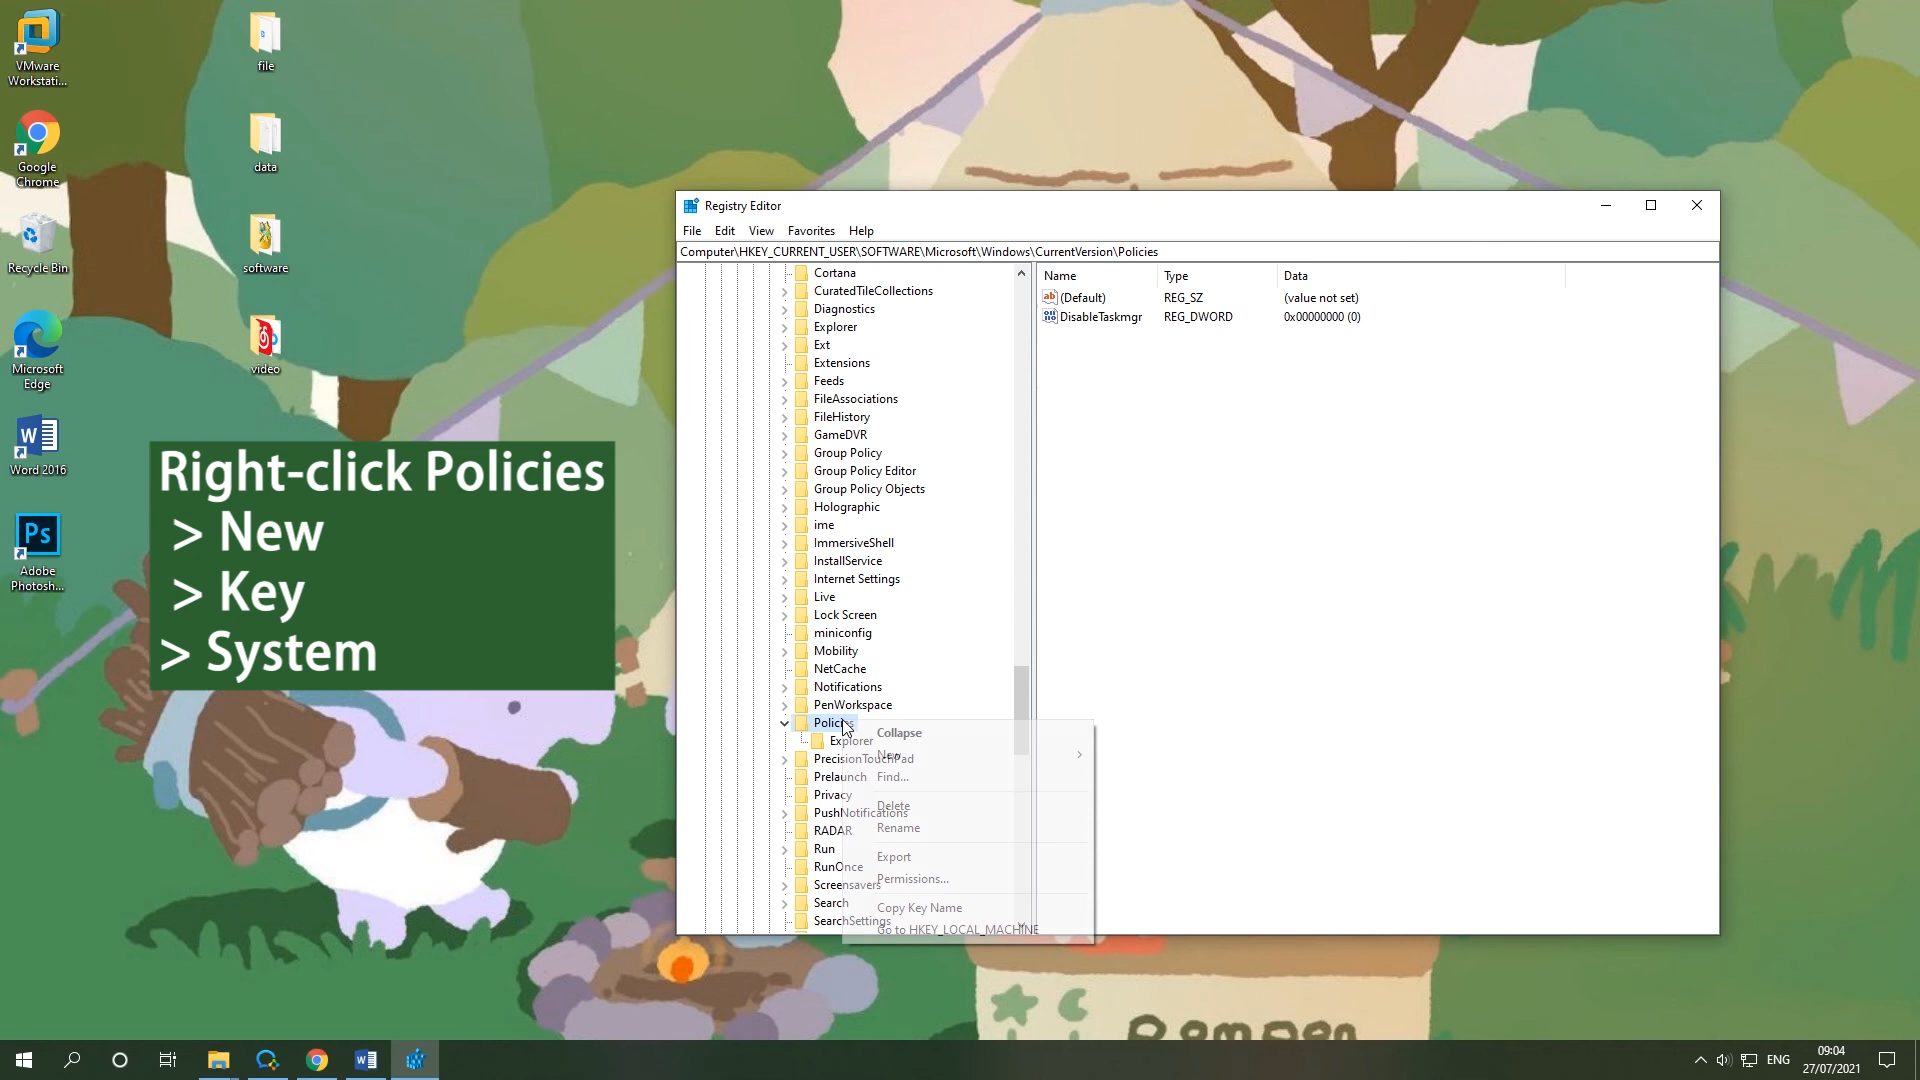 VMware
Workstati...
Google
Chrome
Recycle Bin
Microsoft
Edge
Word 2016
Ps
Adobe
Photosh...
file
data
software
video
Right-click Policies
> New
> Key
> System
Registry Editor
File Edit View Favorites Help
Computer\HKEY_CURRENT_USER\SOFTWARE\Microsoft\Windows\CurrentVersion\Policies
Cortana
CuratedTileCollections
Diagnostics
Explorer
Ext
Extensions
Feeds
FileAssociations
FileHistory
GameDVR
Group Policy
Group Policy Editor
Group Policy Objects
Holographic
ime
ImmersiveShell
InstallService
Internet Settings
Live
Lock Screen
miniconfig
Mobility
NetCache
Notifications
PenWorkspace
Policies
Explorer
PrecisionTouchPad
Prelaunch
Privacy
PushNotifications
RADAR
Run
RunOnce
Screensavers
Search
SearchSettings
Collapse
New
Find...
Delete
Rename
Export
Permissions...
Copy Key Name
Go to HKEY_LOCAL_MACHINE
Name Type Data
(Default) REG_SZ (value not set)
DisableTaskmgr REG_DWORD 0x00000000 (0)
ENG
09:04
27/07/2021